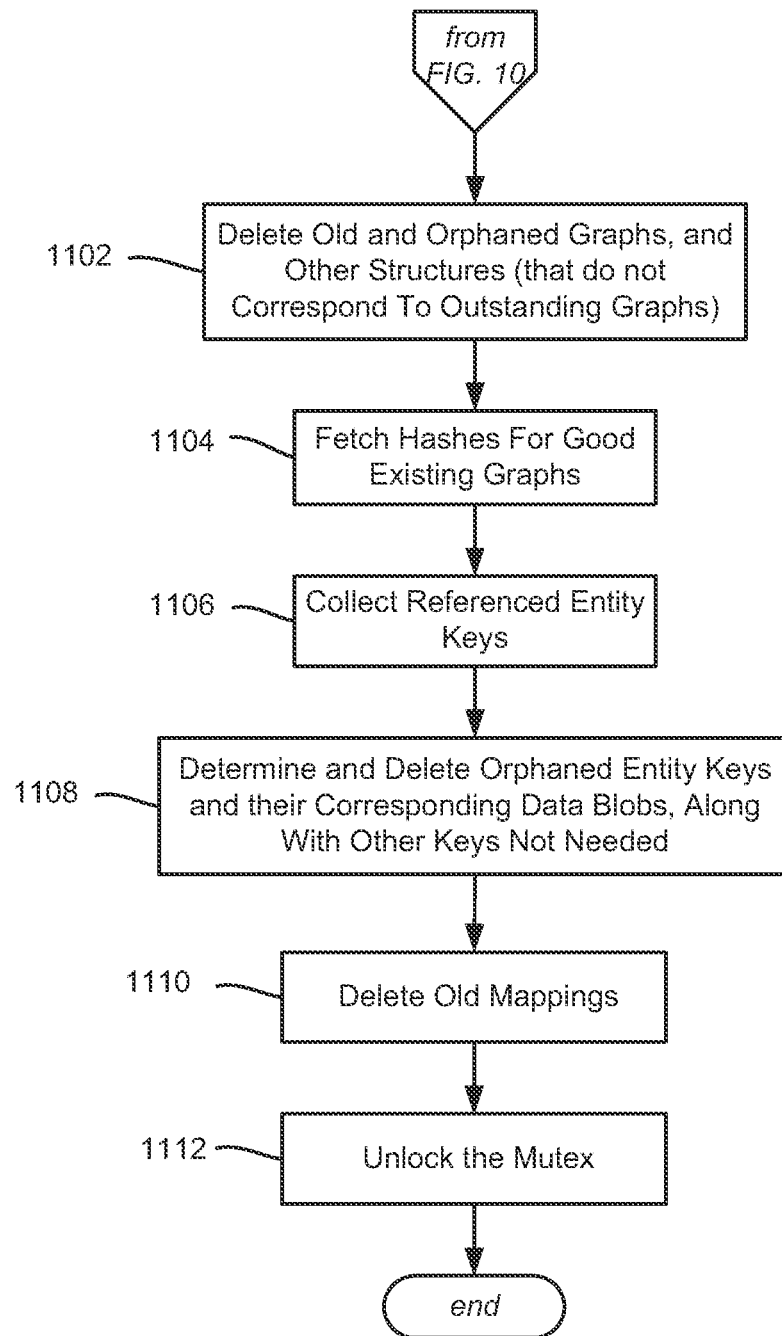 from
FIG. 10
1102
Delete Old and Orphaned Graphs, and
Other Structures (that do not
Correspond To Outstanding Graphs)
1104
Fetch Hashes For Good
Existing Graphs
1106
Collect Referenced Entity
Keys
1108
Determine and Delete Orphaned Entity Keys
and their Corresponding Data Blobs, Along
With Other Keys Not Needed
1110
Delete Old Mappings
1112
Unlock the Mutex
end